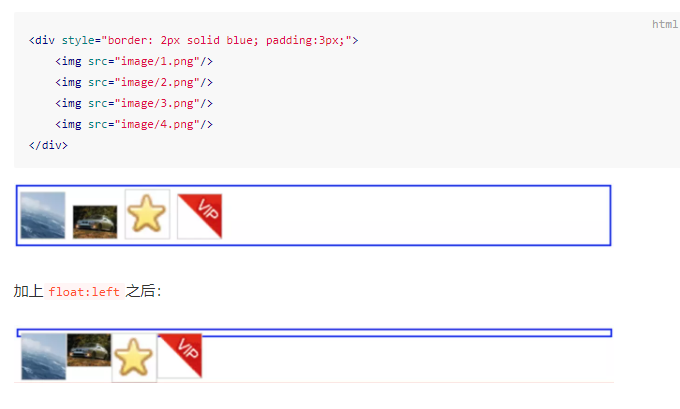 html
<div style="border: 2px solid blue; padding:3px;">
<img src="image/1.png"/>
<img src="image/2.png"/>
<img src="image/3.png"/>
<img src="image/4.png"/>
</div>
VIP
加上 float:left 之后：
VIP